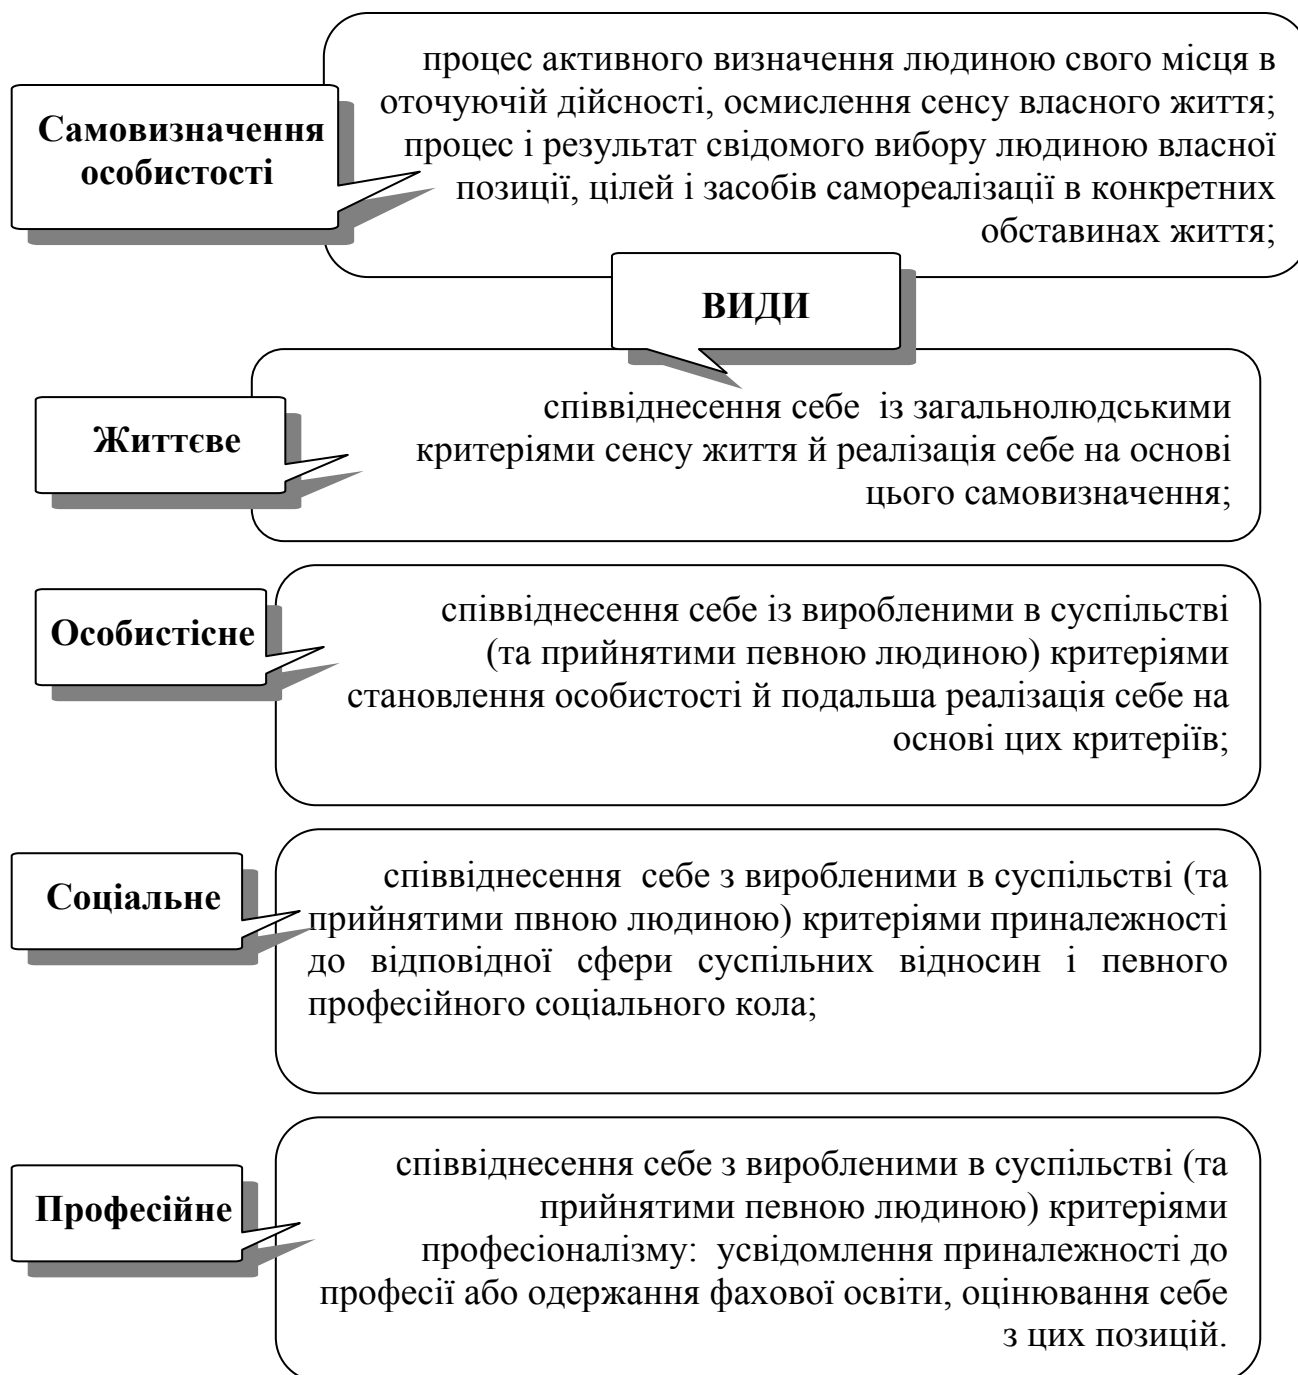 Самовизначення
особистості
процес активного визначення людиною свого місця в
оточуючій дійсності, осмислення сенсу власного життя;
процес і результат свідомого вибору людиною власної
позиції, цілей і засобів самореалізації в конкретних
обставинах життя;
ВИДИ
Життєве
співвіднесення себе із загальнолюдськими
критеріями сенсу життя й реалізація себе на основі
цього самовизначення;
Особистісне
співвіднесення себе із виробленими в суспільстві
(та прийнятими певною людиною) критеріями
становлення особистості й подальша реалізація себе на
основі цих критеріїв;
Соціальне
співвіднесення себе з виробленими в суспільстві (та
прийнятими пвною людиною) критеріями приналежності
до відповідної сфери суспільних відносин і певного
професійного соціального кола;
Професійне
співвіднесення себе з виробленими в суспільстві (та
прийнятими певною людиною) критеріями
професіоналізму: усвідомлення приналежності до
професії або одержання фахової освіти, оцінювання себе
з цих позицій.